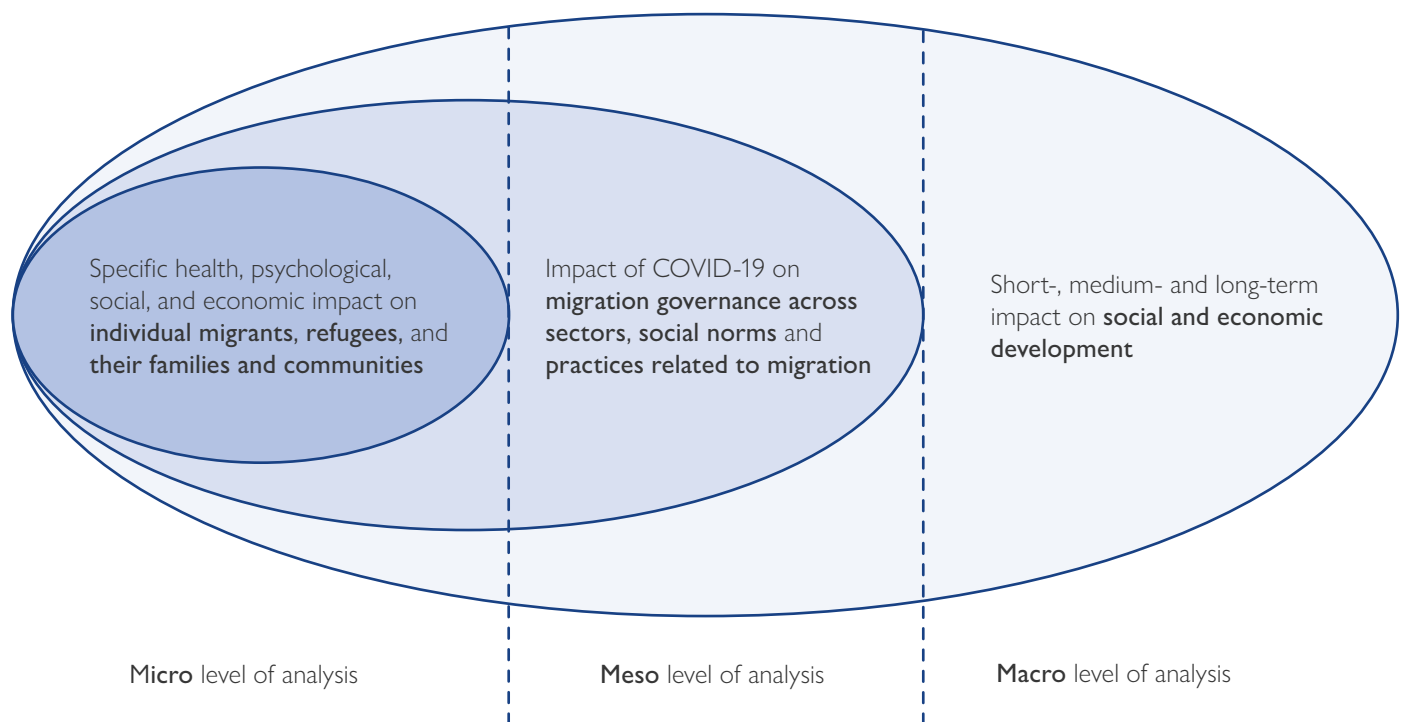 Specific health, psychological,
social, and economic impact on
individual migrants, refugees, and
their families and communities
Impact of COVID-19 on
migration governance across
sectors, social norms and
practices related to migration
Short-, medium- and long-term
impact on social and economic
development
Micro level of analysis
Meso level of analysis
Macro level of analysis